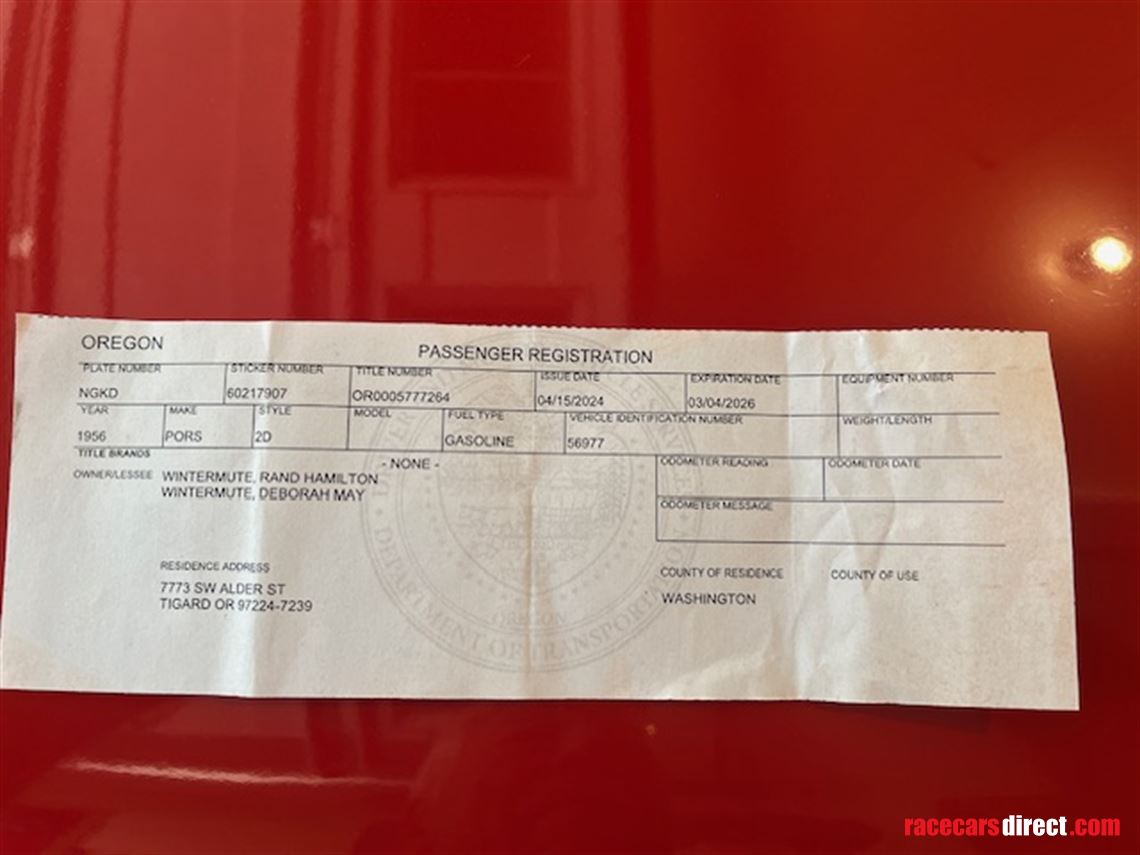 OREGON
PASSENGER REGISTRATION
PLATE NUMBER STICKER NUMBER TITLE NUMBER ISSUE DATE EXPIRATION DATE EQUIPMENT NUMBER
NGKD 60217907 OR0005777264 04/15/2024 03/04/2026
YEAR MAKE STYLE MODEL FUEL TYPE VEHICLE IDENTIFICATION NUMBER WEIGHT/LENGTH
1956 PORS 2D GASOLINE 56977
TITLE BRANDS
- NONE -
ODOMETER READING ODOMETER DATE
OWNER/LESSEE WINTERMUTE, RAND HAMILTON
WINTERMUTE, DEBORAH MAY
ODOMETER MESSAGE
RESIDENCE ADDRESS COUNTY OF RESIDENCE COUNTY OF USE
7773 SW ALDER ST WASHINGTON
TIGARD OR 97224-7239
OREGON
DEPARTMENT OF TRANSPORTATION
racecarsdirect.com